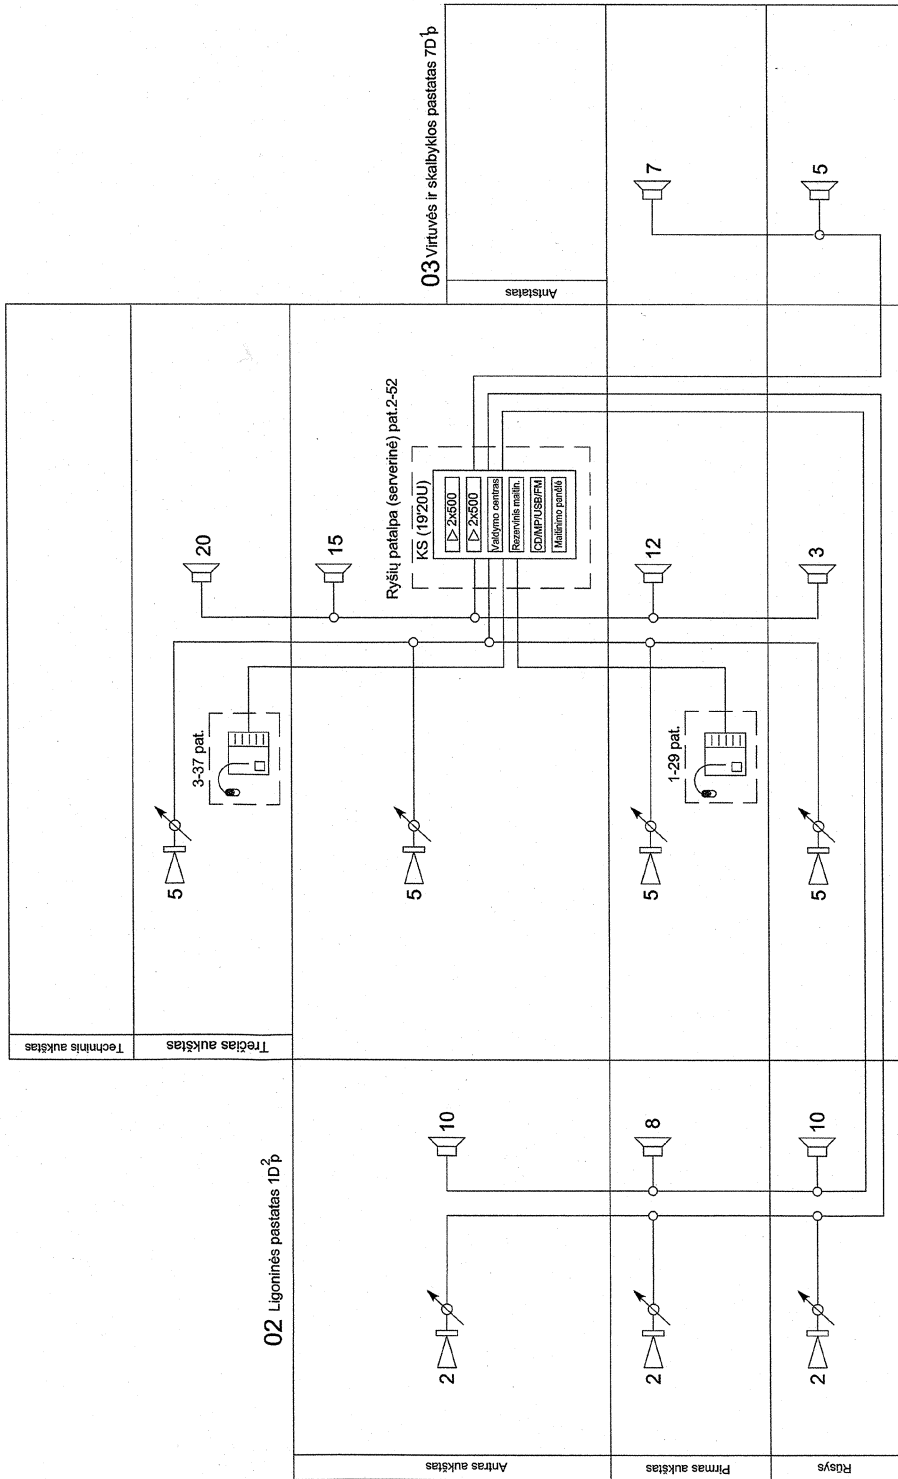 03 Virtuvės ir skalbyklos pastatas 7D1p
Antstatas
7
5
Techninis aukštas
Trečias aukštas
20
15
12
3
Ryšių patalpa (serverinė) pat.2-52
KS (19'20U)
▷ 2x500
▷ 2x500
Valdymo centras
Rezervinis maitin.
CD/MP/USB/FM
Maitinimo panėlė
3-37 pat.
1-29 pat.
5
5
5
5
02 Ligoninės pastatas 1D2p
10
8
10
2
2
2
Antras aukštas
Pirmas aukštas
Rūsys